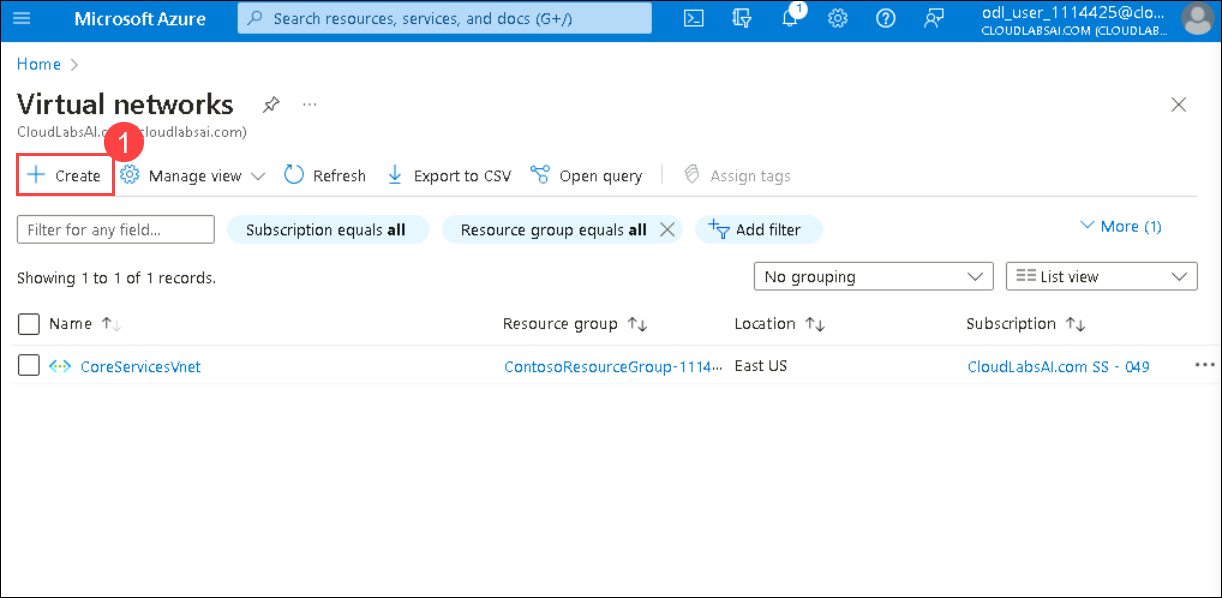 Microsoft Azure
Search resources, services, and docs (G+/)
1
odl_user_1114425@clo...
CLOUDLABSAI.COM (CLOUDLAB...
Home >
Virtual networks ...
CloudLabsAI.c cloudlabsai.com)
1
+ Create Manage view Refresh Export to CSV Open query Assign tags
Filter for any field... Subscription equals all Resource group equals all Add filter More (1)
Showing 1 to 1 of 1 records. No grouping List view
Name ↑↓ Resource group ↑↓ Location ↑↓ Subscription ↑↓
CoreServicesVnet ContosoResourceGroup-1114... East US CloudLabsAI.com SS - 049 ...